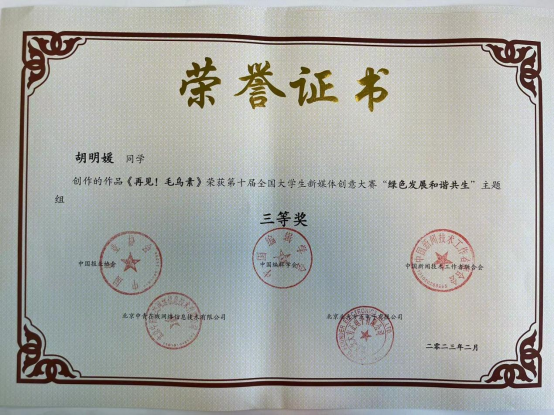 荣誉证书
胡明媛 同学
创作的作品《再见！毛乌素》荣获第十届全国大学生新媒体创意大赛“绿色发展和谐共生”主题
组
三等奖
中国报业协会 中国编辑学会 中国新闻技术工作者联合会
北京中青在线网络信息技术有限公司 北京
二〇二三年二月